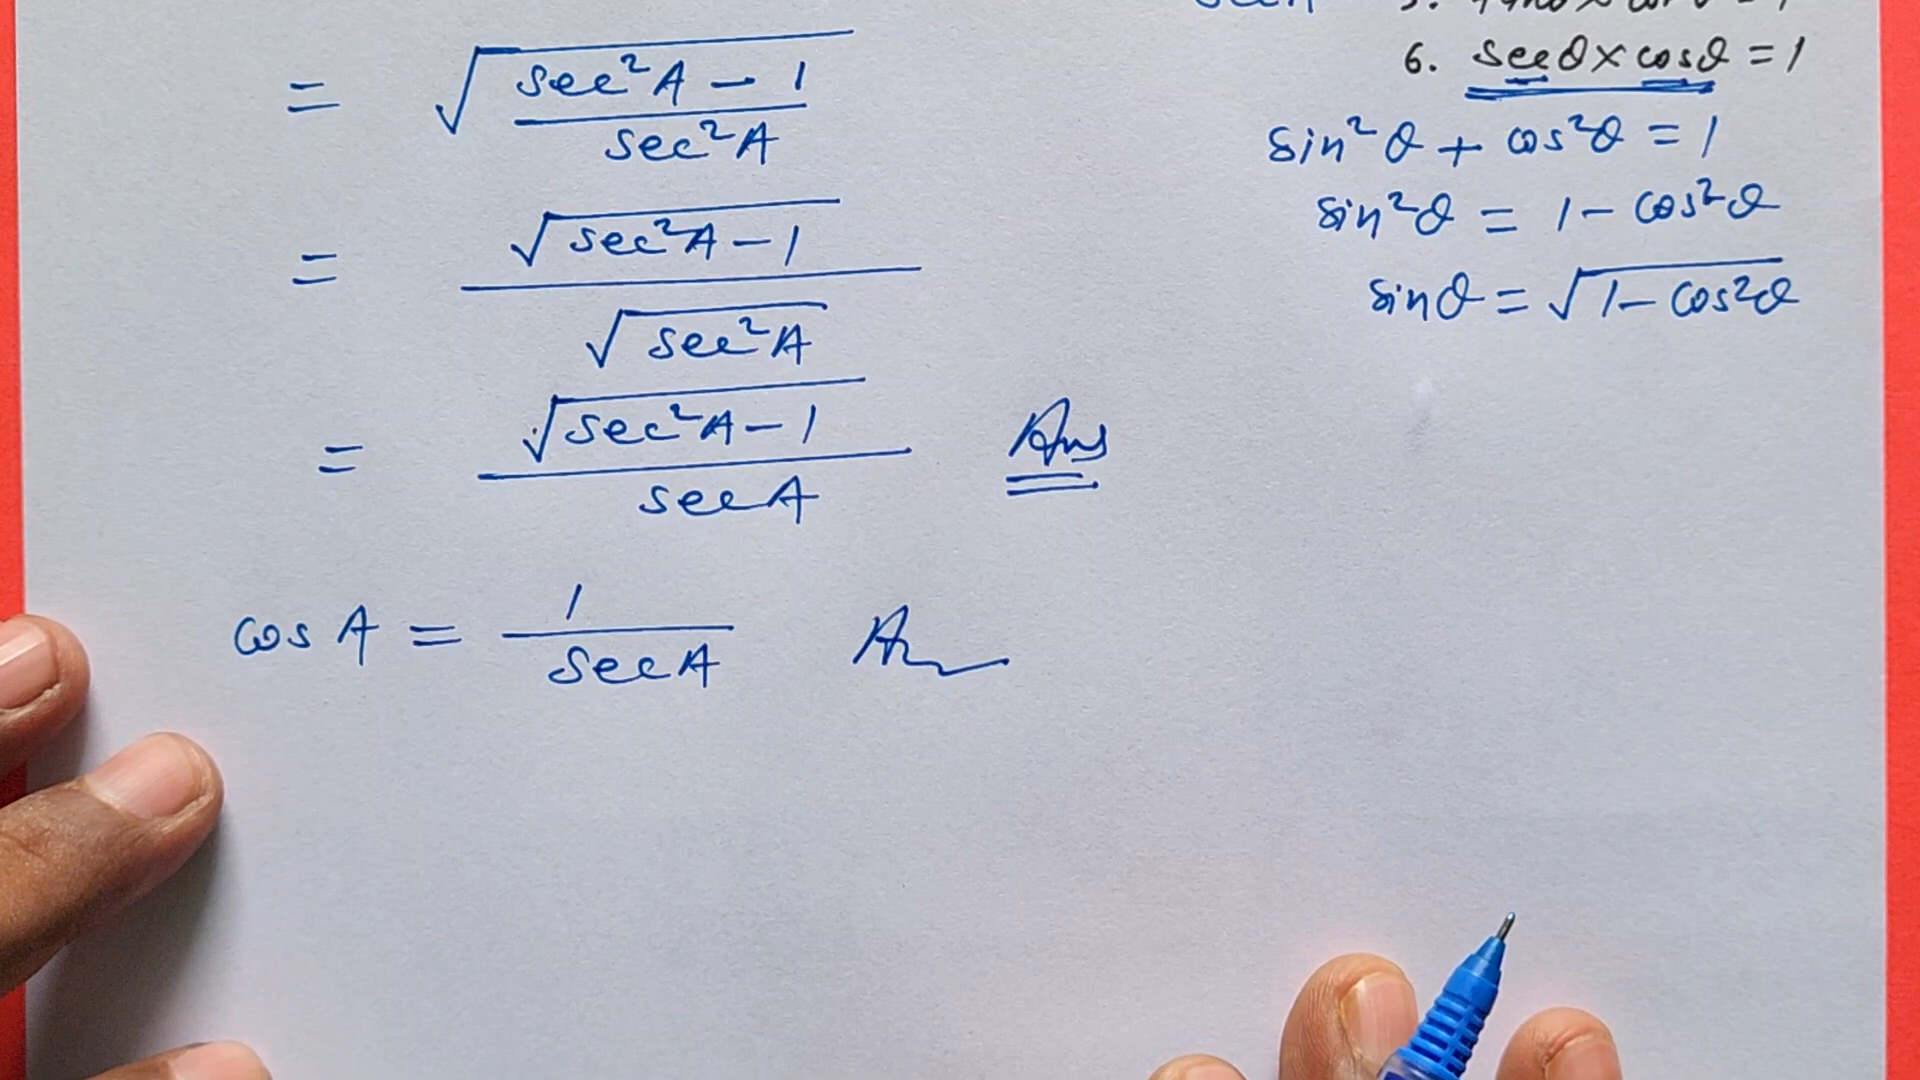 = √(sec²A - 1 / sec²A)
= √(sec²A - 1) / √(sec²A)
= √(sec²A - 1) / secA Ans
cos A = 1 / secA
6. secθ × cosθ = 1
sin²θ + cos²θ = 1
sin²θ = 1 - cos²θ
sinθ = √(1 - cos²θ)